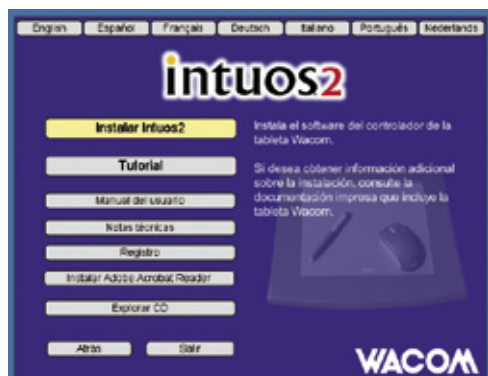 English Español Français Deutsch Italiano Português Nederlands
intuos2
Instalar Intuos2
Tutorial
Manual del usuario
Notas técnicas
Registro
Instalar Adobe Acrobat Reader
Explorar CD
Atrás Salir
Instala el software del controlador de la
tableta Wacom.
Si desea obtener información adicional
sobre la instalación, consulte la
documentación impresa que incluye la
tableta Wacom.
WACOM